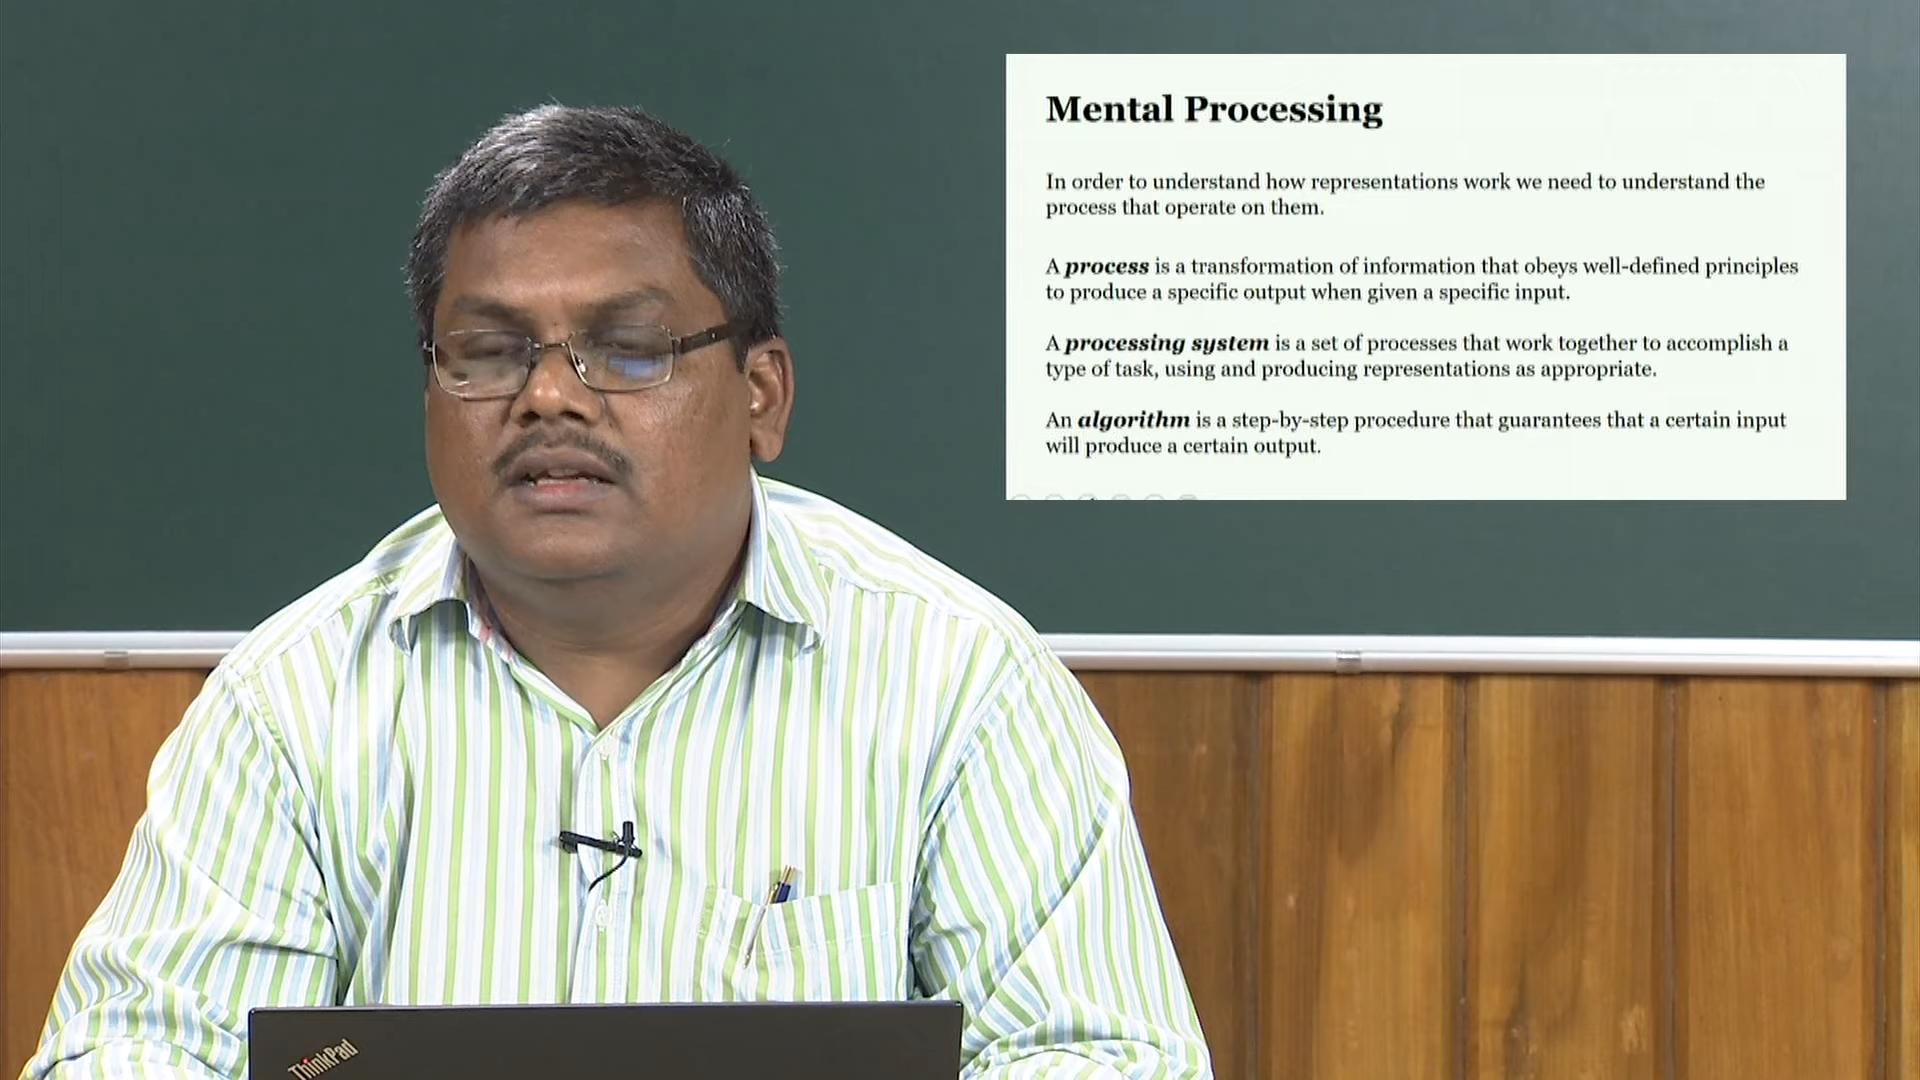 Mental Processing
In order to understand how representations work we need to understand the
process that operate on them.
A process is a transformation of information that obeys well-defined principles
to produce a specific output when given a specific input.
A processing system is a set of processes that work together to accomplish a
type of task, using and producing representations as appropriate.
An algorithm is a step-by-step procedure that guarantees that a certain input
will produce a certain output.
ThinkPad